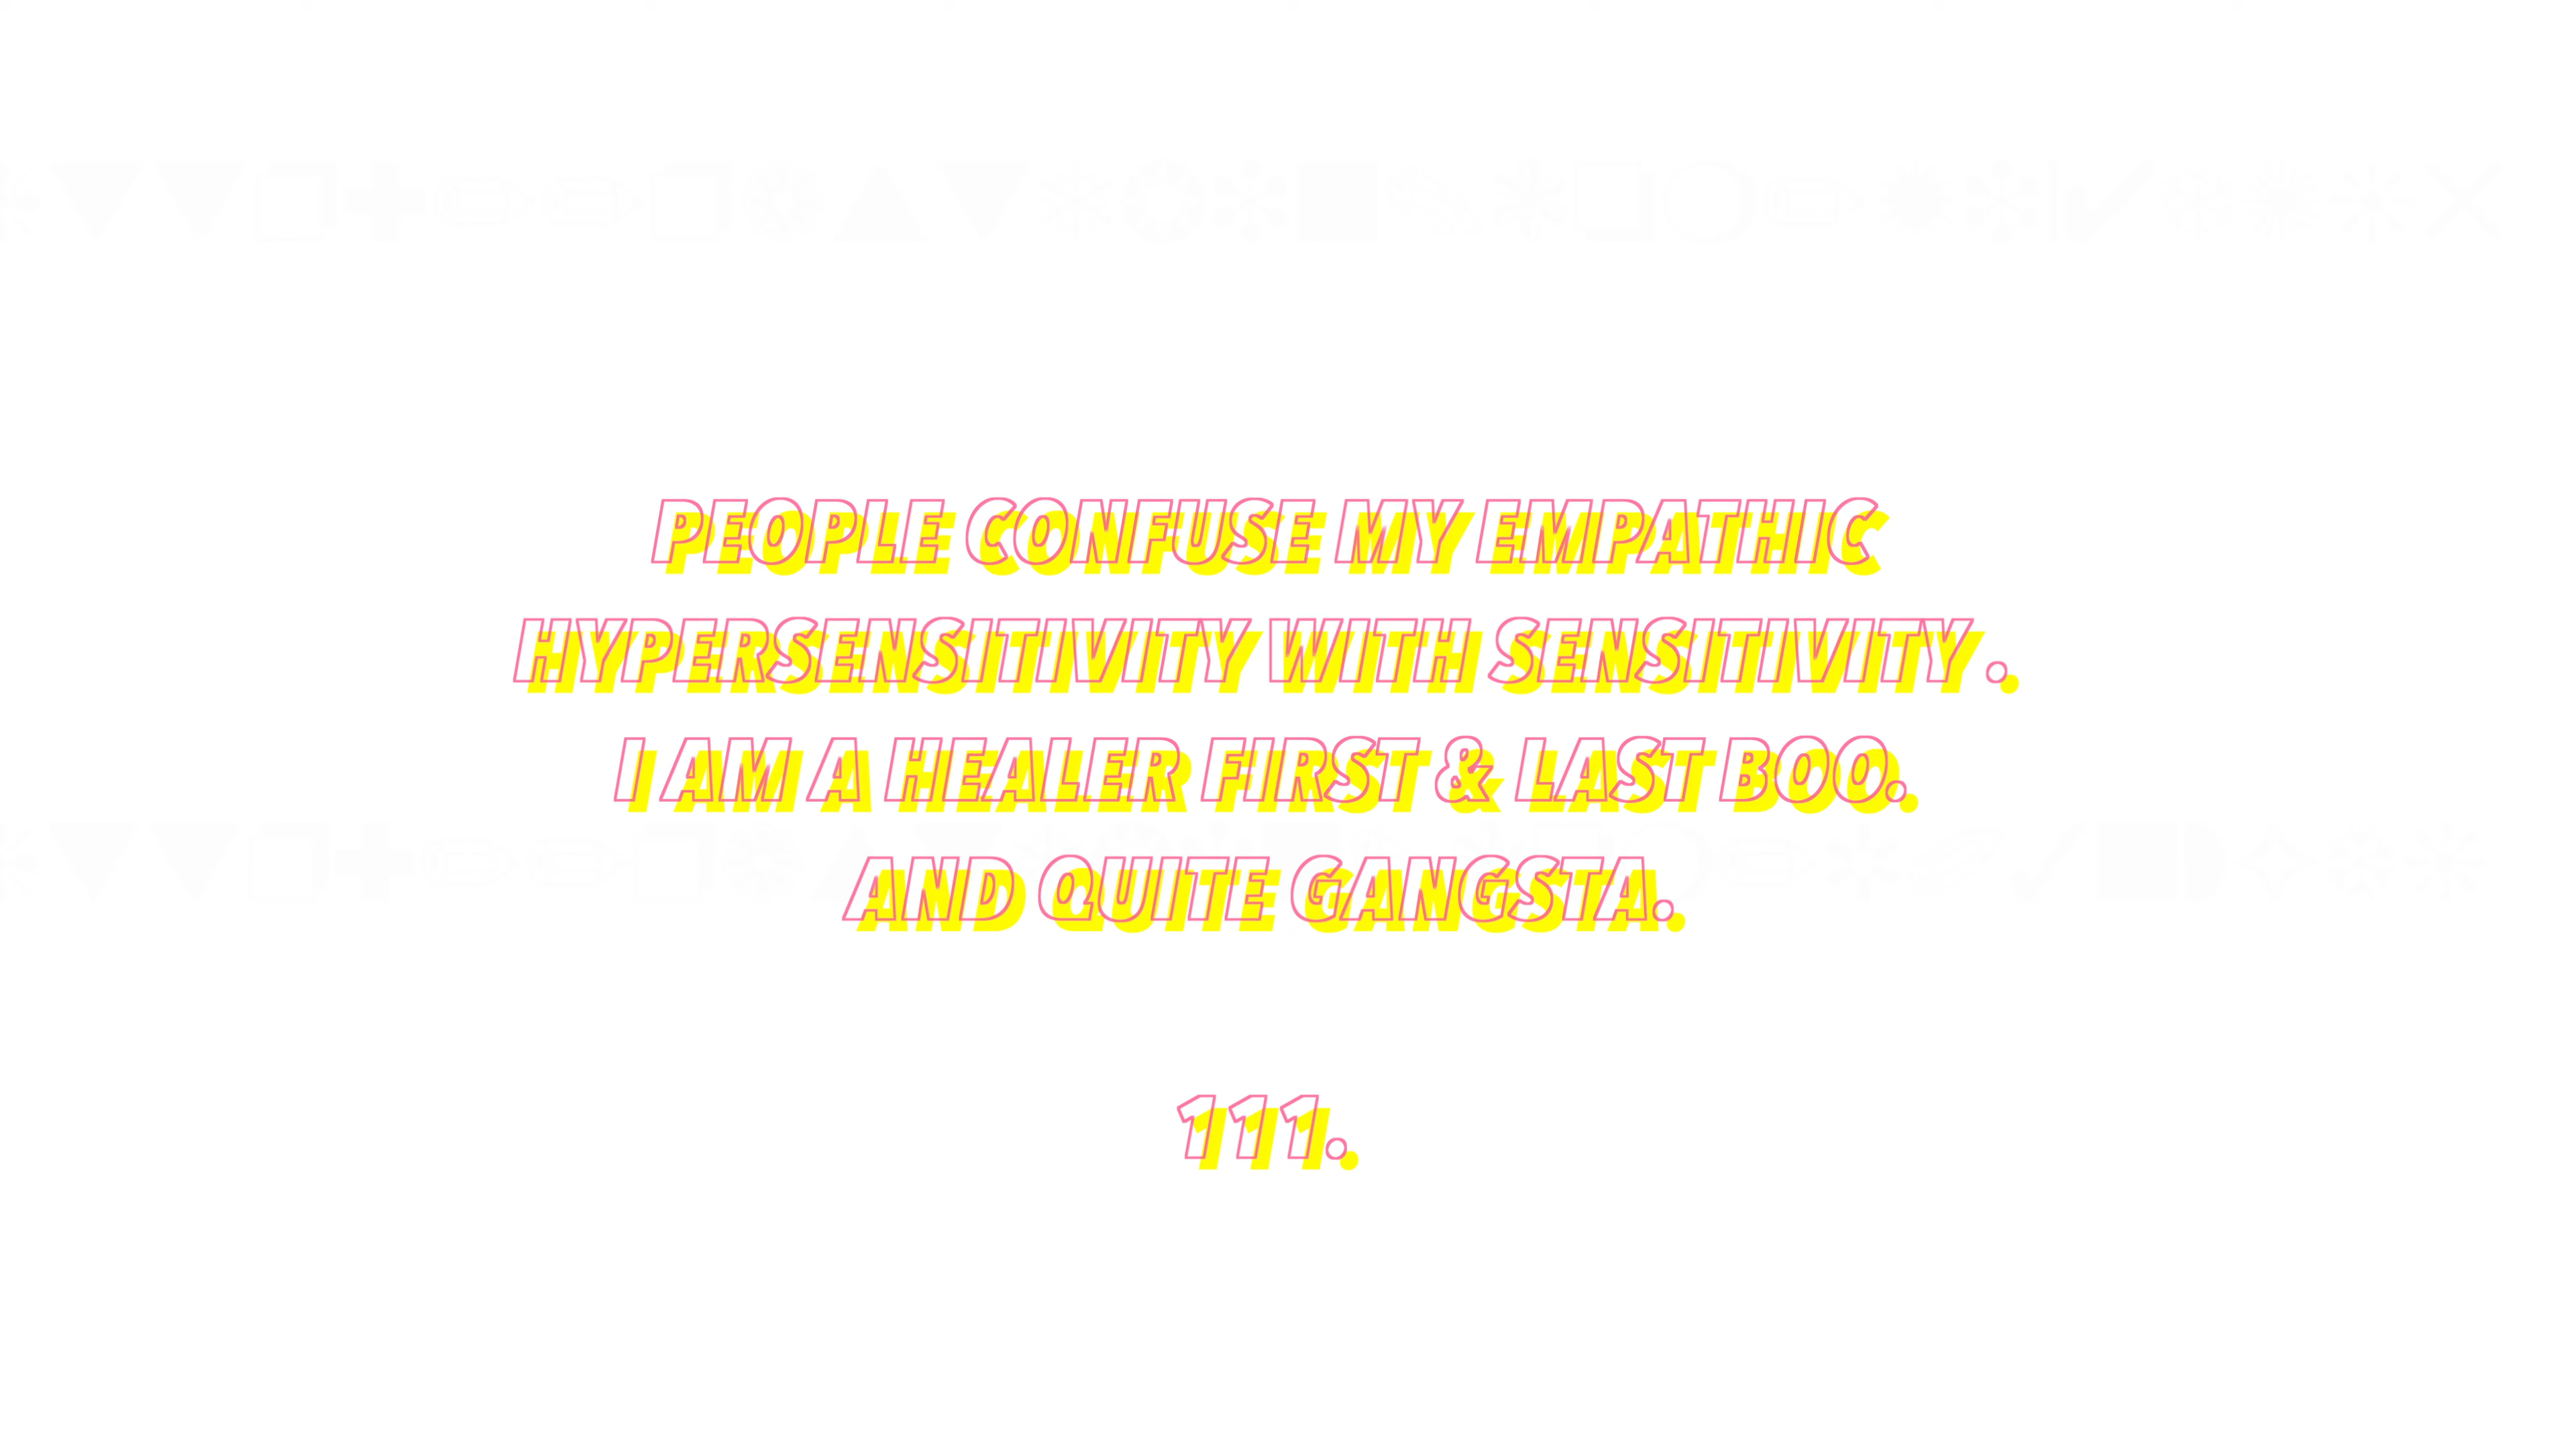 PEOPLE CONFUSE MY EMPATHIC
HYPERSENSITIVITY WITH SENSITIVITY .
I AM A HEALER FIRST & LAST BOO.
AND QUITE GANGSTA.
111.